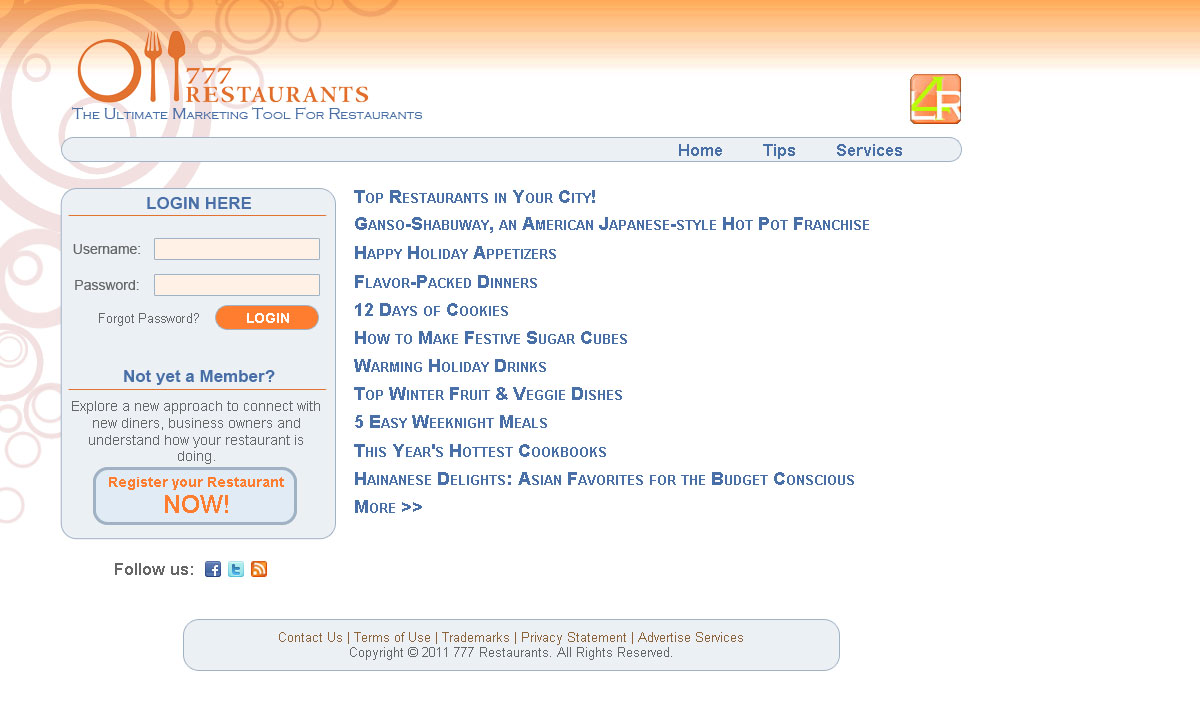 777
RESTAURANTS
The Ultimate Marketing Tool For Restaurants
4R
Home Tips Services
LOGIN HERE
Username:
Password:
Forgot Password? LOGIN
Not yet a Member?
Explore a new approach to connect with
new diners, business owners and
understand how your restaurant is
doing.
Register your Restaurant
NOW!
Follow us:
Top Restaurants in Your City!
Ganso-Shabuway, an American Japanese-style Hot Pot Franchise
Happy Holiday Appetizers
Flavor-Packed Dinners
12 Days of Cookies
How to Make Festive Sugar Cubes
Warming Holiday Drinks
Top Winter Fruit & Veggie Dishes
5 Easy Weeknight Meals
This Year's Hottest Cookbooks
Hainanese Delights: Asian Favorites for the Budget Conscious
More >>
Contact Us | Terms of Use | Trademarks | Privacy Statement | Advertise Services
Copyright © 2011 777 Restaurants. All Rights Reserved.